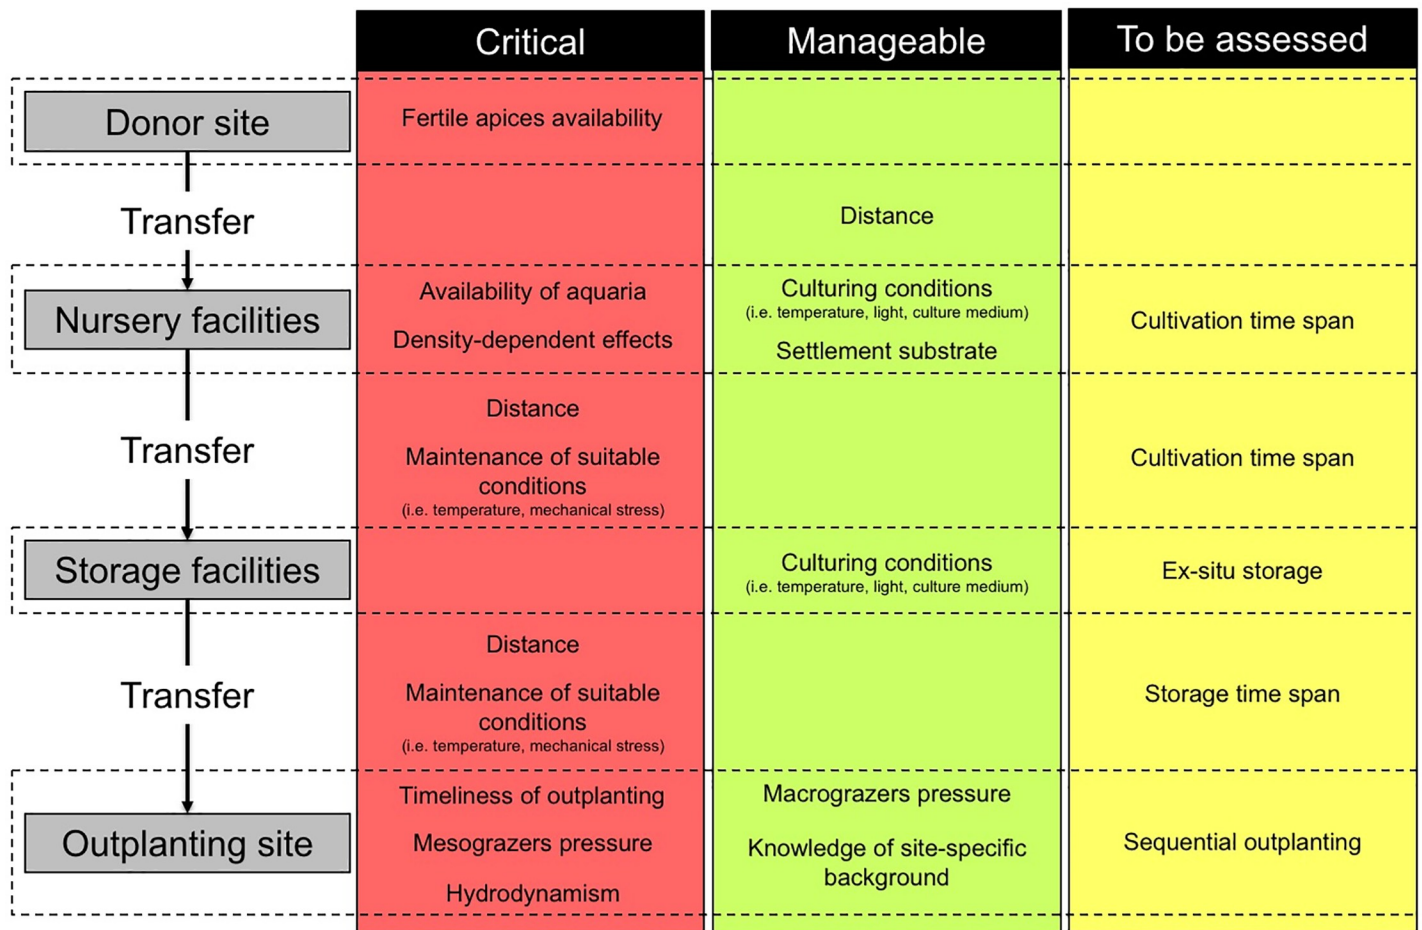 Critical
Manageable
To be assessed
Donor site
Fertile apices availability
Transfer
Distance
Nursery facilities
Availability of aquaria
Density-dependent effects
Culturing conditions
(i.e. temperature, light, culture medium)
Settlement substrate
Cultivation time span
Transfer
Distance
Maintenance of suitable
conditions
(i.e. temperature, mechanical stress)
Cultivation time span
Storage facilities
Culturing conditions
(i.e. temperature, light, culture medium)
Ex-situ storage
Transfer
Distance
Maintenance of suitable
conditions
(i.e. temperature, mechanical stress)
Storage time span
Outplanting site
Timeliness of outplanting
Mesograzers pressure
Hydrodynamism
Macrograzers pressure
Knowledge of site-specific
background
Sequential outplanting